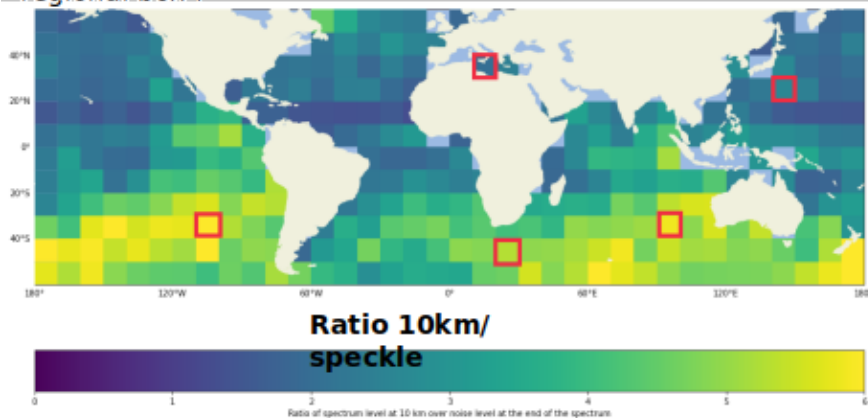 40°N
20°N
0°
20°S
40°S
180° 120°W 60°W 0° 60°E 120°E 180
Ratio 10km/
speckle
0 1 2 3 4 5 6
Ratio of spectrum level at 10 km over noise level at the end of the spectrum